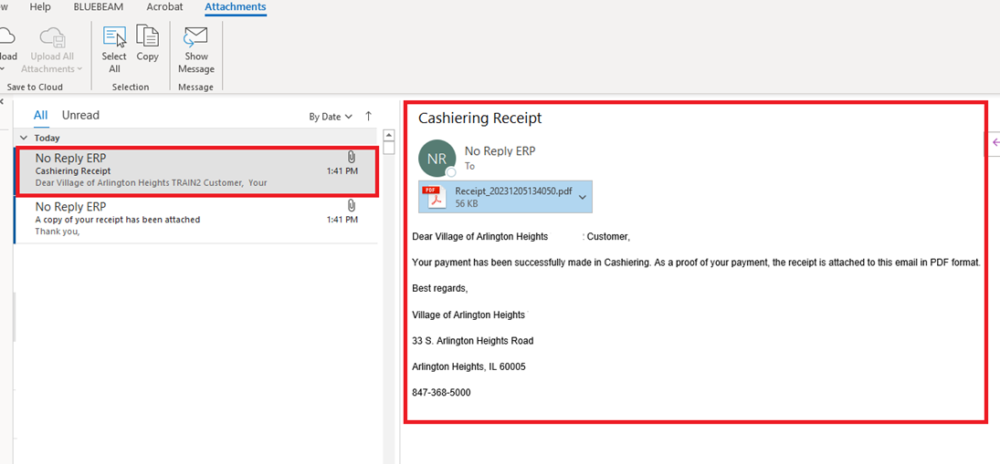 Help BLUEBEAM Acrobat Attachments
Upload All Attachments
Select All
Copy
Show Message
Save to Cloud
Selection
Message
All Unread By Date
Today
No Reply ERP
Cashiering Receipt 1:41 PM
Dear Village of Arlington Heights TRAIN2 Customer, Your
No Reply ERP
A copy of your receipt has been attached 1:41 PM
Thank you,
Cashiering Receipt
NR
No Reply ERP
To
PDF
Receipt_20231205134050.pdf
56 KB
Dear Village of Arlington Heights : Customer,
Your payment has been successfully made in Cashiering. As a proof of your payment, the receipt is attached to this email in PDF format.
Best regards,
Village of Arlington Heights
33 S. Arlington Heights Road
Arlington Heights, IL 60005
847-368-5000